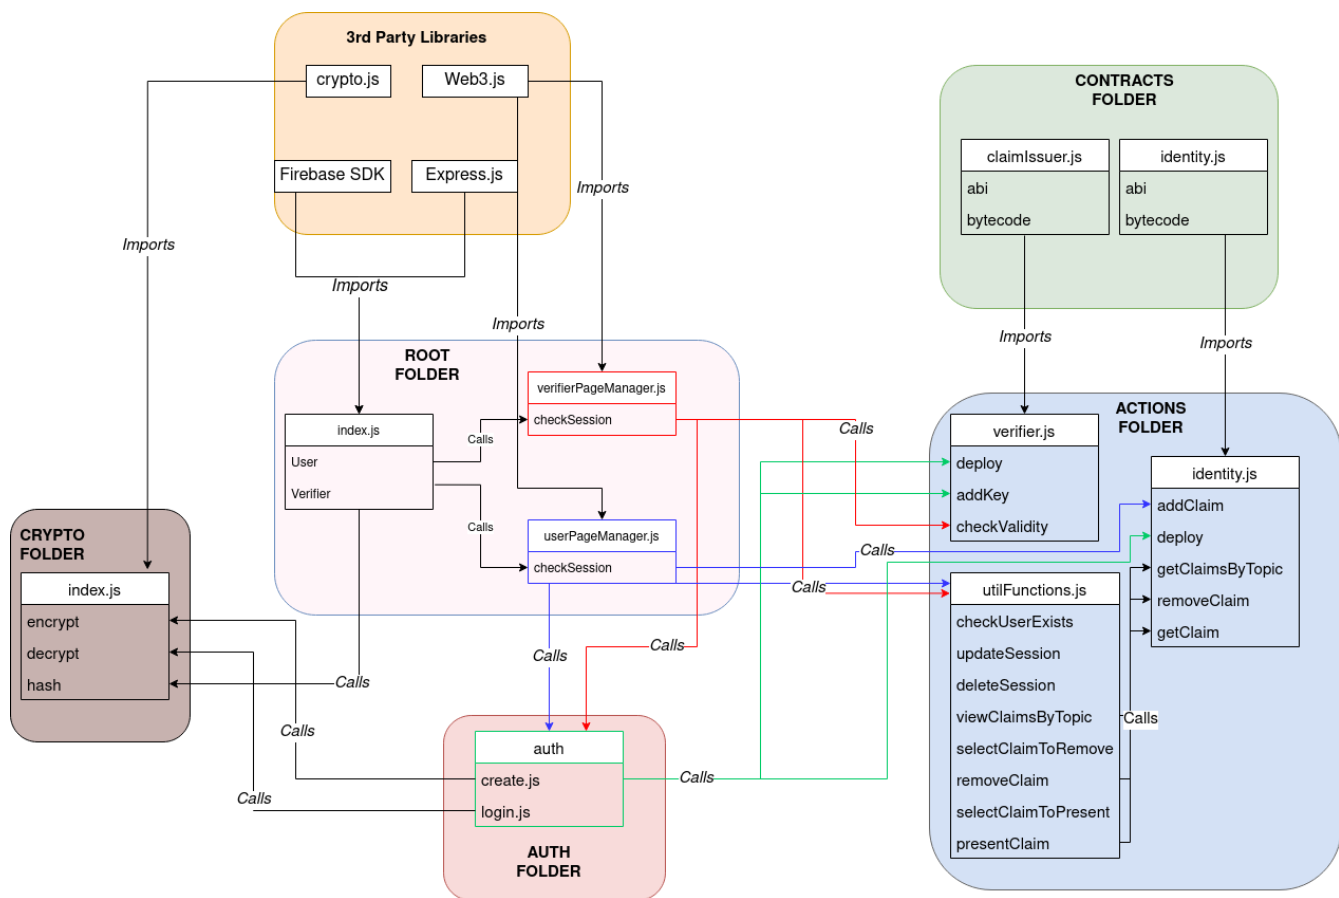 3rd Party Libraries
crypto.js
Web3.js
Firebase SDK
Express.js
Imports
Imports
Imports
Imports
CONTRACTS
FOLDER
claimIssuer.js
abi
bytecode
identity.js
abi
bytecode
Imports
Imports
ROOT
FOLDER
index.js
User
Verifier
Calls
Calls
verifierPageManager.js
checkSession
userPageManager.js
checkSession
Calls
Calls
Calls
ACTIONS
FOLDER
verifier.js
deploy
addKey
checkValidity
identity.js
addClaim
deploy
getClaimsByTopic
removeClaim
getClaim
utilFunctions.js
checkUserExists
updateSession
deleteSession
viewClaimsByTopic
selectClaimToRemove
removeClaim
selectClaimToPresent
presentClaim
Calls
CRYPTO
FOLDER
index.js
encrypt
decrypt
hash
Calls
Calls
Calls
Calls
Calls
Calls
auth
create.js
login.js
AUTH
FOLDER